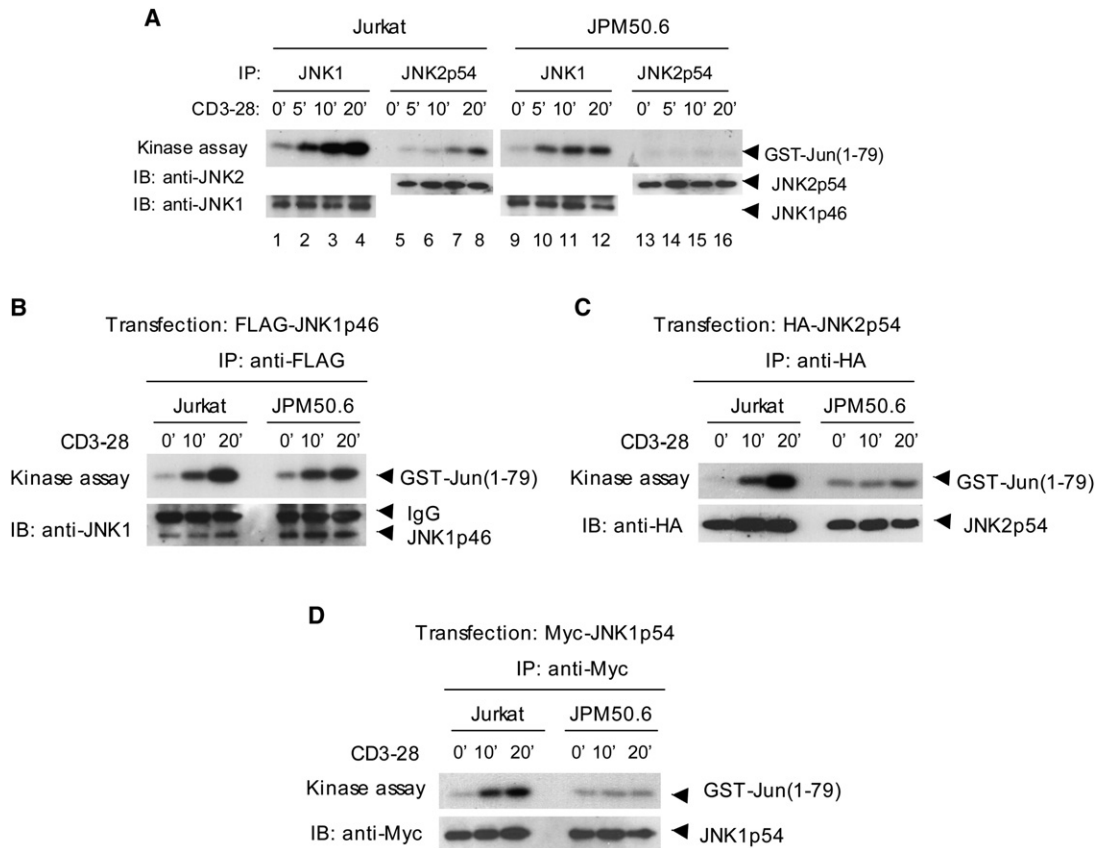 A
Jurkat JPM50.6
IP: JNK1 JNK2p54 JNK1 JNK2p54
CD3-28: 0' 5' 10' 20' 0' 5' 10' 20' 0' 5' 10' 20' 0' 5' 10' 20'
Kinase assay GST-Jun(1-79)
IB: anti-JNK2 JNK2p54
IB: anti-JNK1 JNK1p46
1 2 3 4 5 6 7 8 9 10 11 12 13 14 15 16
B
Transfection: FLAG-JNK1p46
IP: anti-FLAG
Jurkat JPM50.6
CD3-28 0' 10' 20' 0' 10' 20'
Kinase assay GST-Jun(1-79)
IgG
IB: anti-JNK1 JNK1p46
C
Transfection: HA-JNK2p54
IP: anti-HA
Jurkat JPM50.6
CD3-28 0' 10' 20' 0' 10' 20'
Kinase assay GST-Jun(1-79)
IB: anti-HA JNK2p54
D
Transfection: Myc-JNK1p54
IP: anti-Myc
Jurkat JPM50.6
CD3-28 0' 10' 20' 0' 10' 20'
Kinase assay GST-Jun(1-79)
IB: anti-Myc JNK1p54